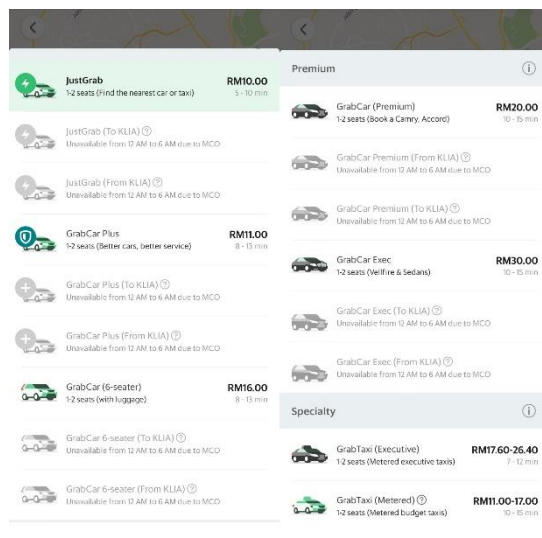 JustGrab RM10.00
1-2 seats (Find the nearest car or taxi) 5 - 10 min
JustGrab (To KLIA) ?
Unavailable from 12 AM to 6 AM due to MCO
JustGrab (From KLIA) ?
Unavailable from 12 AM to 6 AM due to MCO
GrabCar Plus RM11.00
1-2 seats (Better cars, better service) 8 - 13 min
GrabCar Plus (To KLIA) ?
Unavailable from 12 AM to 6 AM due to MCO
GrabCar Plus (From KLIA) ?
Unavailable from 12 AM to 6 AM due to MCO
GrabCar (6-seater) RM16.00
1-2 seats (with luggage) 8 - 13 min
GrabCar 6-seater (To KLIA) ?
Unavailable from 12 AM to 6 AM due to MCO
GrabCar 6-seater (From KLIA) ?
Unavailable from 12 AM to 6 AM due to MCO
Premium i
GrabCar (Premium) RM20.00
1-2 seats (Book a Camry, Accord) 10 - 15 min
GrabCar Premium (From KLIA) ?
Unavailable from 12 AM to 6 AM due to MCO
GrabCar Premium (To KLIA) ?
Unavailable from 12 AM to 6 AM due to MCO
GrabCar Exec RM30.00
1-2 seats (Vellfire & Sedans) 10 - 15 min
GrabCar Exec (To KLIA) ?
Unavailable from 12 AM to 6 AM due to MCO
GrabCar Exec (From KLIA) ?
Unavailable from 12 AM to 6 AM due to MCO
Specialty i
GrabTaxi (Executive) RM17.60-26.40
1-2 seats (Metered executive taxis) 7 - 12 min
GrabTaxi (Metered) ? RM11.00-17.00
1-2 seats (Metered budget taxis) 10 - 15 min